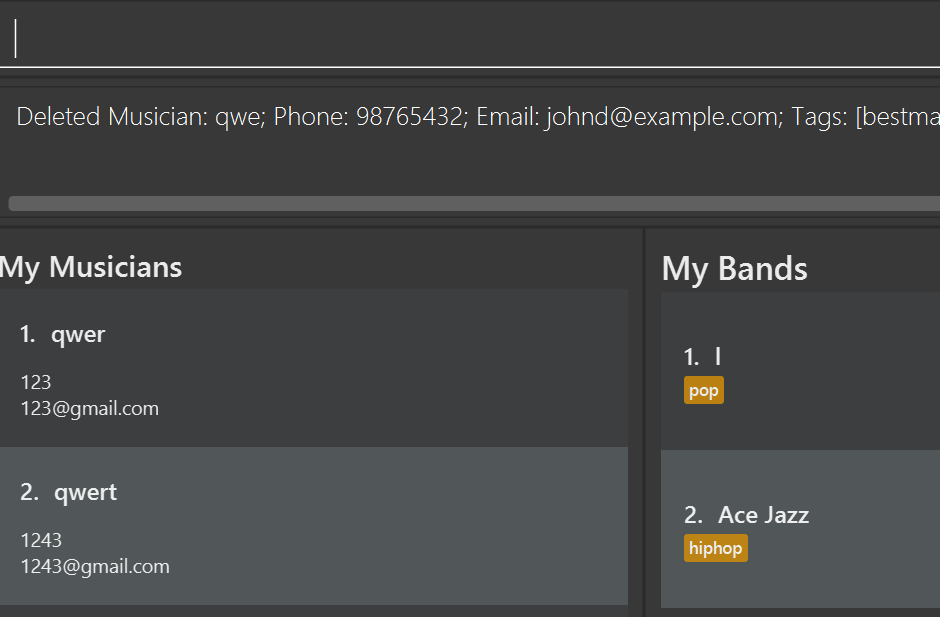 Deleted Musician: qwe; Phone: 98765432; Email: johnd@example.com; Tags: [bestma
My Musicians
1. qwer
123
123@gmail.com
2. qwert
1243
1243@gmail.com
My Bands
1. l
pop
2. Ace Jazz
hiphop